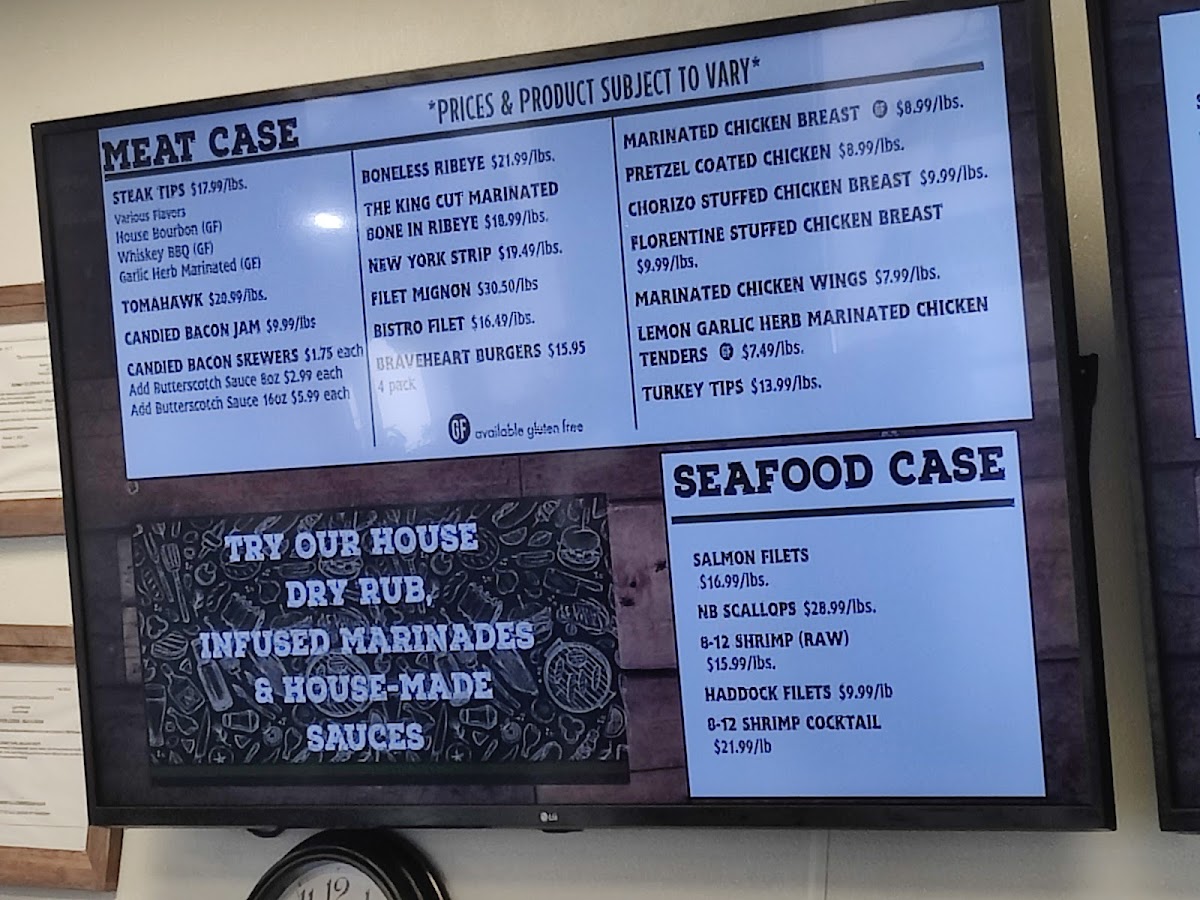 *PRICES & PRODUCT SUBJECT TO VARY*
MEAT CASE
STEAK TIPS $17.99/lbs.
Various Flavors
House Bourbon (GF)
Whiskey BBQ (GF)
Garlic Herb Marinated (GF)
TOMAHAWK $20.99/lbs.
CANDIED BACON JAM $9.99/lbs
CANDIED BACON SKEWERS $1.75 each
Add Butterscotch Sauce 8oz $2.99 each
Add Butterscotch Sauce 16oz $5.99 each
BONELESS RIBEYE $21.99/lbs.
THE KING CUT MARINATED
BONE IN RIBEYE $18.99/lbs.
NEW YORK STRIP $19.49/lbs.
FILET MIGNON $30.50/lbs
BISTRO FILET $16.49/lbs.
BRAVEHEART BURGERS $15.95
4 pack
GF available gluten free
MARINATED CHICKEN BREAST GF $8.99/lbs.
PRETZEL COATED CHICKEN $8.99/lbs.
CHORIZO STUFFED CHICKEN BREAST $9.99/lbs.
FLORENTINE STUFFED CHICKEN BREAST
$9.99/lbs.
MARINATED CHICKEN WINGS $7.99/lbs.
LEMON GARLIC HERB MARINATED CHICKEN
TENDERS GF $7.49/lbs.
TURKEY TIPS $13.99/lbs.
TRY OUR HOUSE
DRY RUB,
INFUSED MARINADES
& HOUSE-MADE
SAUCES
SEAFOOD CASE
SALMON FILETS
$16.99/lbs.
NB SCALLOPS $28.99/lbs.
8-12 SHRIMP (RAW)
$15.99/lbs.
HADDOCK FILETS $9.99/lb
8-12 SHRIMP COCKTAIL
$21.99/lb
LG
11 12 1